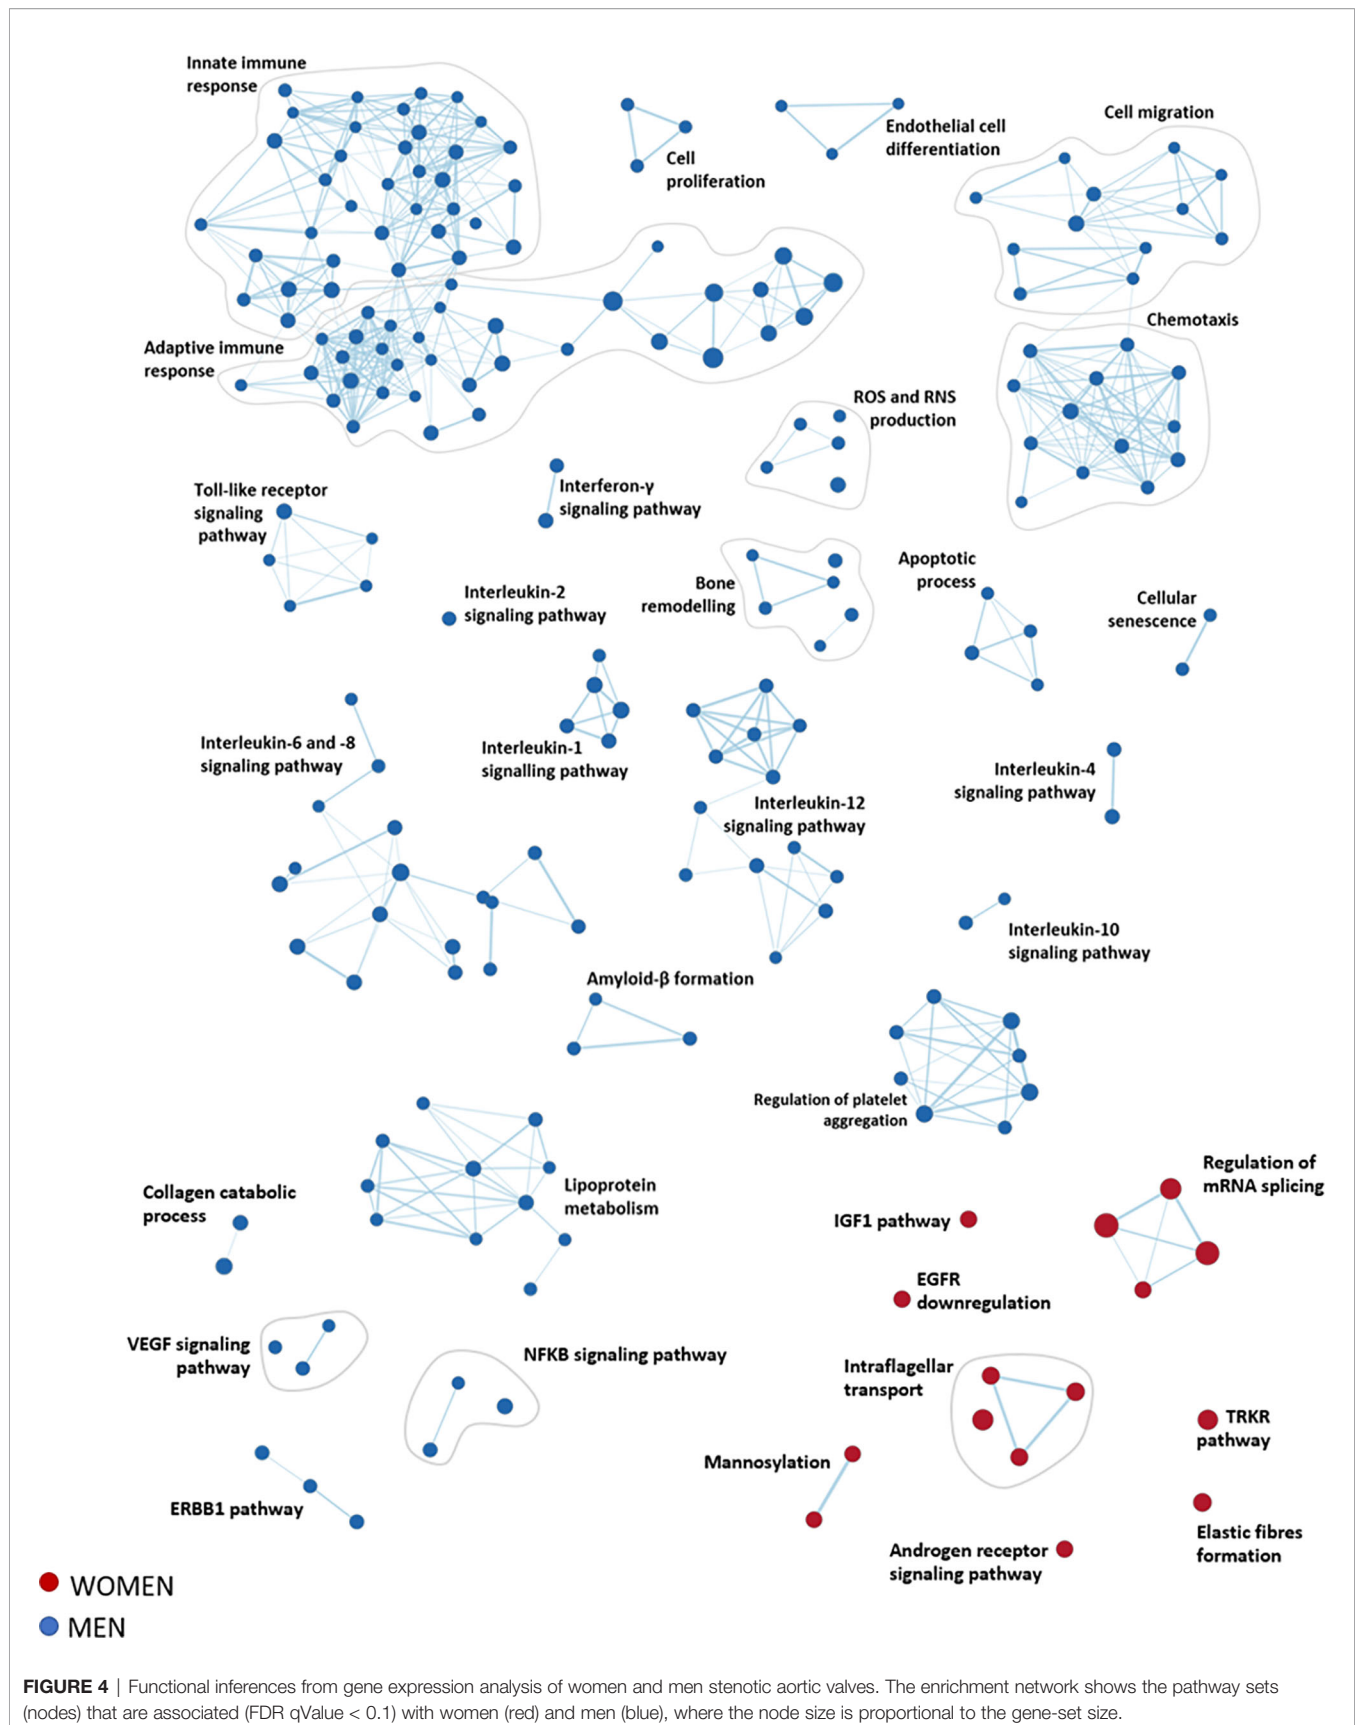 Innate immune
response
Cell
proliferation
Endothelial cell
differentiation
Cell migration
Adaptive immune
response
Chemotaxis
ROS and RNS
production
Toll-like receptor
signaling
pathway
Interferon-γ
signaling pathway
Interleukin-2
signaling pathway
Bone
remodelling
Apoptotic
process
Cellular
senescence
Interleukin-6 and -8
signaling pathway
Interleukin-1
signalling pathway
Interleukin-12
signaling pathway
Interleukin-4
signaling pathway
Interleukin-10
signaling pathway
Amyloid-β formation
Regulation of platelet
aggregation
Collagen catabolic
process
Lipoprotein
metabolism
Regulation of
mRNA splicing
IGF1 pathway
EGFR
downregulation
VEGF signaling
pathway
NFKB signaling pathway
Intraflagellar
transport
TRKR
pathway
Mannosylation
ERBB1 pathway
Elastic fibres
formation
Androgen receptor
signaling pathway
WOMEN
MEN
FIGURE 4 | Functional inferences from gene expression analysis of women and men stenotic aortic valves. The enrichment network shows the pathway sets
(nodes) that are associated (FDR qValue < 0.1) with women (red) and men (blue), where the node size is proportional to the gene-set size.